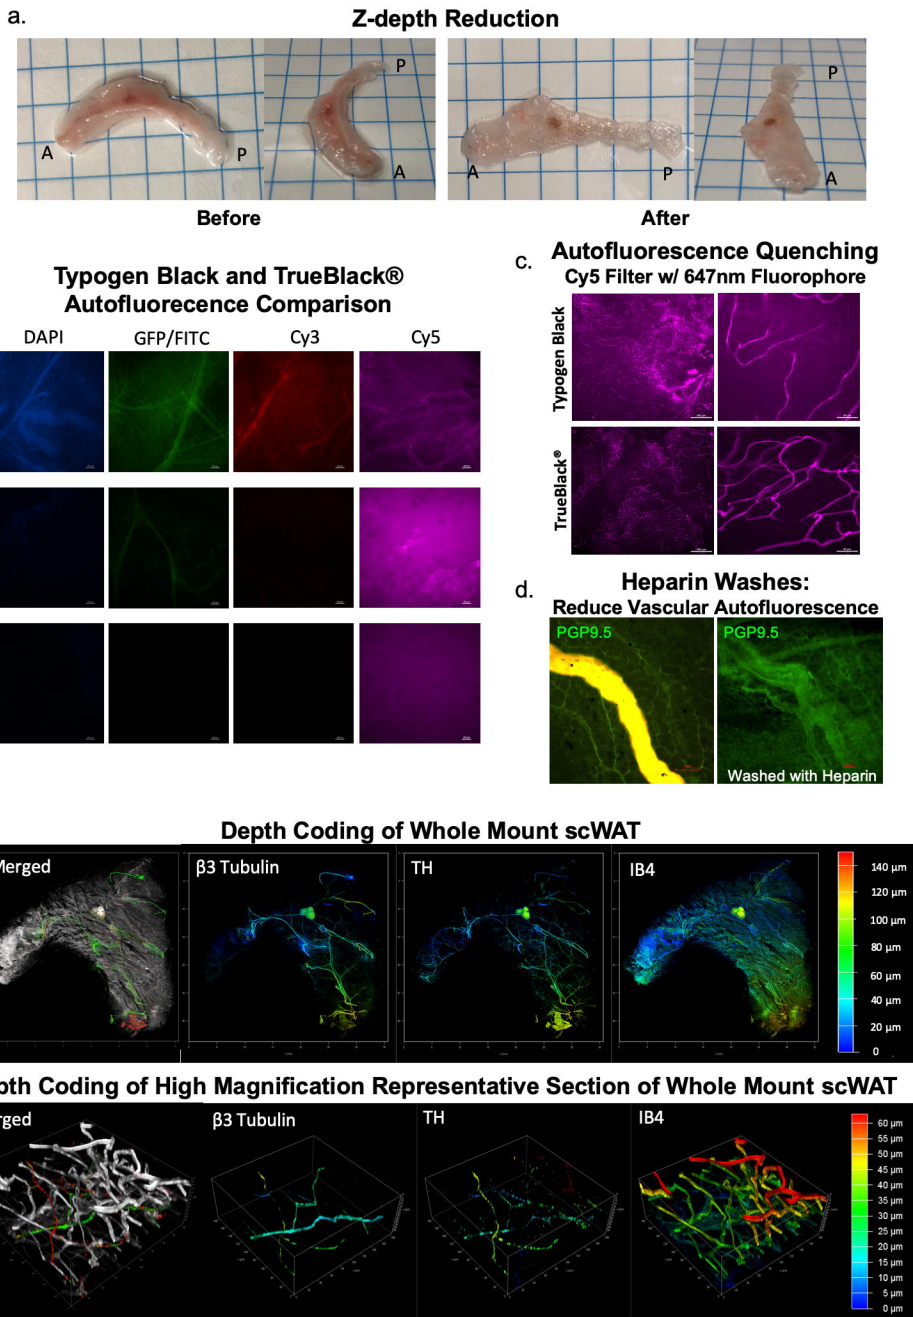 a.
Z-depth Reduction
A
P
P
A
A
P
P
A
Before
After
Typogen Black and TrueBlack®
Autofluorecence Comparison
DAPI
GFP/FITC
Cy3
Cy5
c.
Autofluorescence Quenching
Cy5 Filter w/ 647nm Fluorophore
Typogen Black
TrueBlack®
d.
Heparin Washes:
Reduce Vascular Autofluorescence
PGP9.5
PGP9.5
Washed with Heparin
Depth Coding of Whole Mount scWAT
Merged
β3 Tubulin
TH
IB4
140 µm
120 µm
100 µm
80 µm
60 µm
40 µm
20 µm
0
pth Coding of High Magnification Representative Section of Whole Mount scWAT
rged
β3 Tubulin
TH
IB4
60 µm
55 µm
50 µm
45 µm
40 µm
35 µm
30 µm
25 µm
20 µm
15 µm
10 µm
5 µm
0 µm